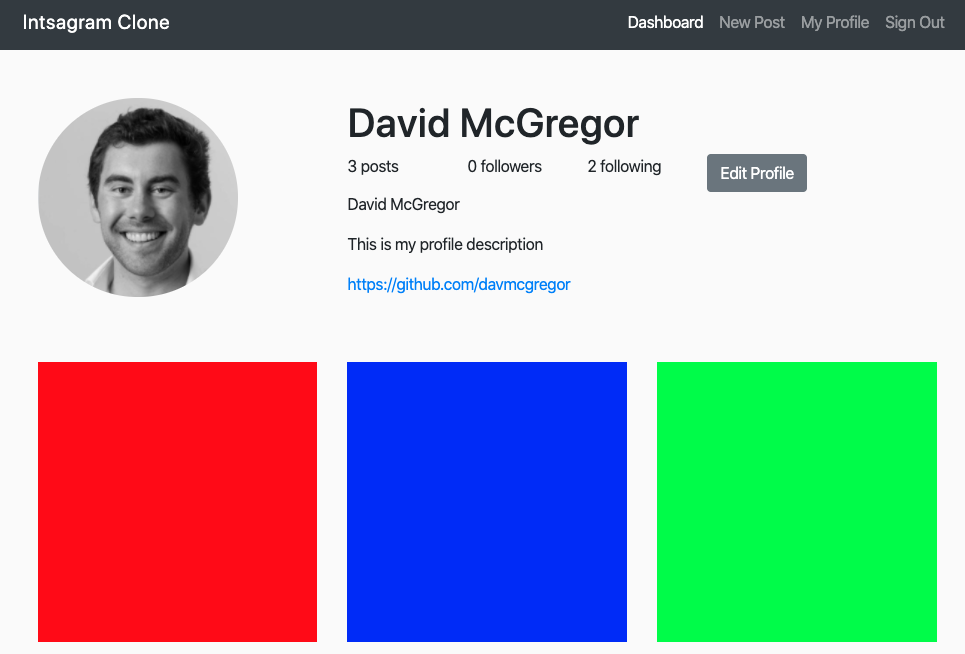 Intsagram Clone Dashboard New Post My Profile Sign Out
David McGregor
3 posts 0 followers 2 following Edit Profile
David McGregor
This is my profile description
https://github.com/davmcgregor